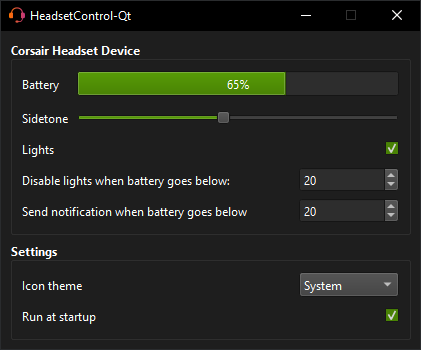 HeadsetControl-Qt
Corsair Headset Device
Battery 65%
Sidetone
Lights
Disable lights when battery goes below: 20
Send notification when battery goes below 20
Settings
Icon theme System
Run at startup